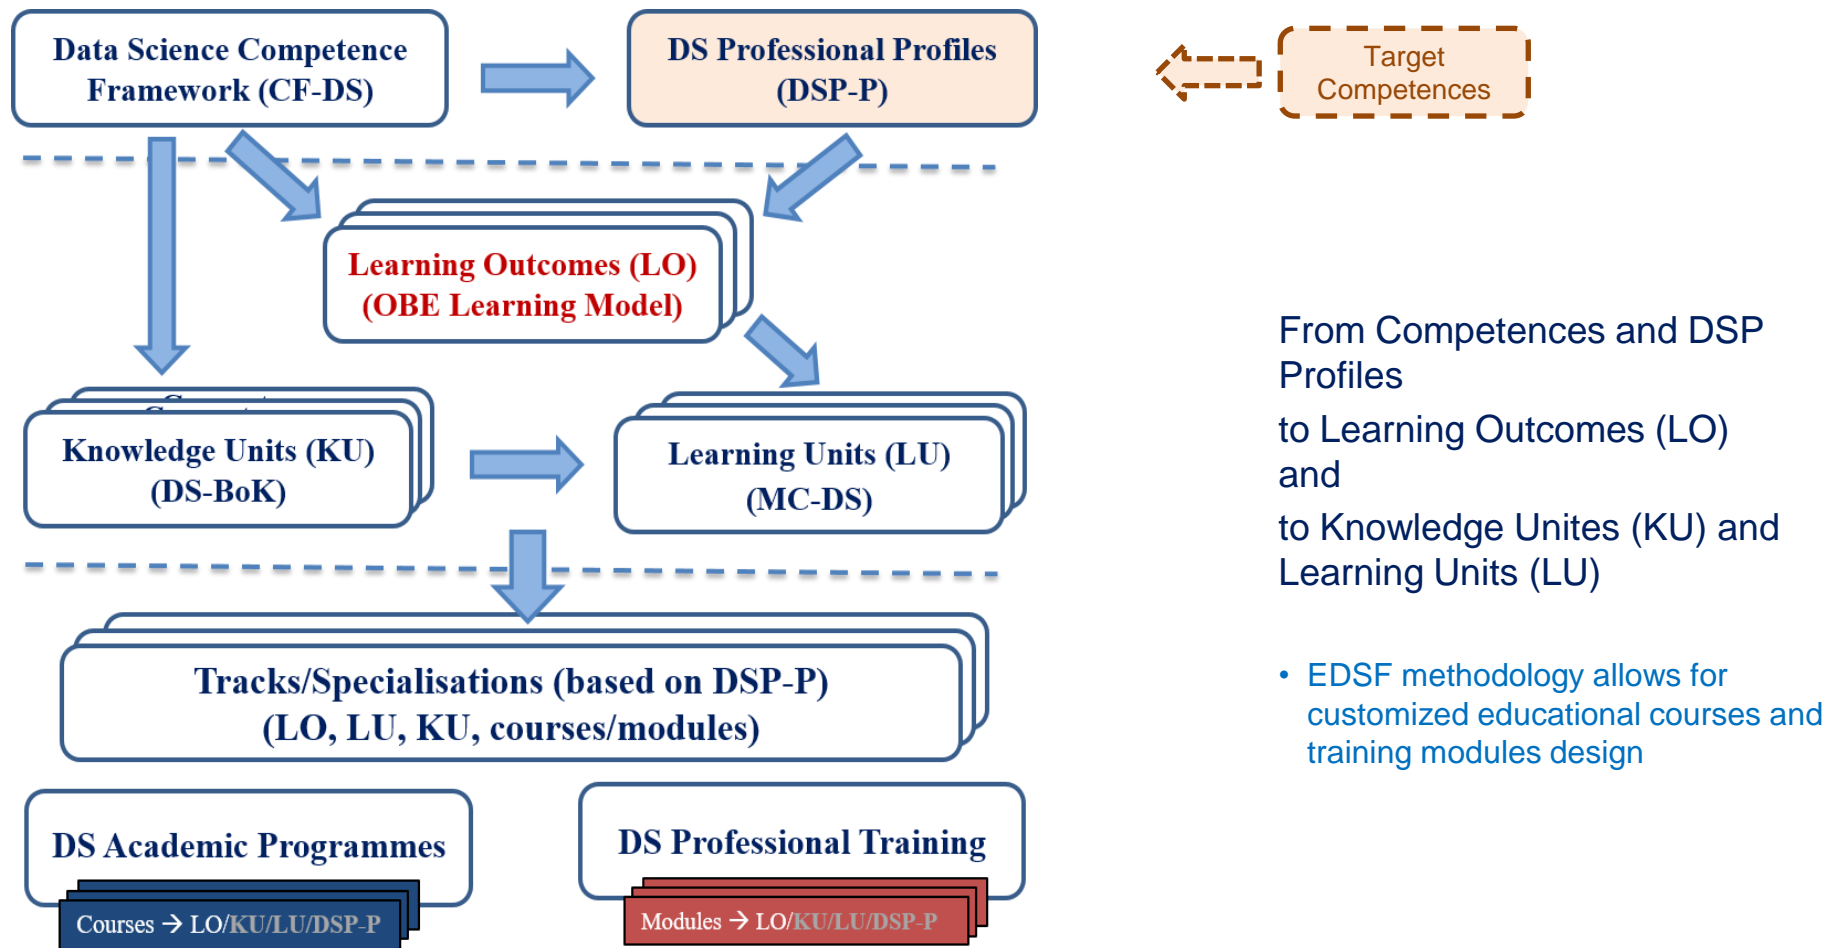 Data Science Competence
Framework (CF-DS)
DS Professional Profiles
(DSP-P)
Target
Competences
Learning Outcomes (LO)
(OBE Learning Model)
Knowledge Units (KU)
(DS-BoK)
Learning Units (LU)
(MC-DS)
Tracks/Specialisations (based on DSP-P)
(LO, LU, KU, courses/modules)
DS Academic Programmes
Courses → LO/KU/LU/DSP-P
DS Professional Training
Modules → LO/KU/LU/DSP-P
From Competences and DSP
Profiles
to Learning Outcomes (LO)
and
to Knowledge Unites (KU) and
Learning Units (LU)
• EDSF methodology allows for
customized educational courses and
training modules design